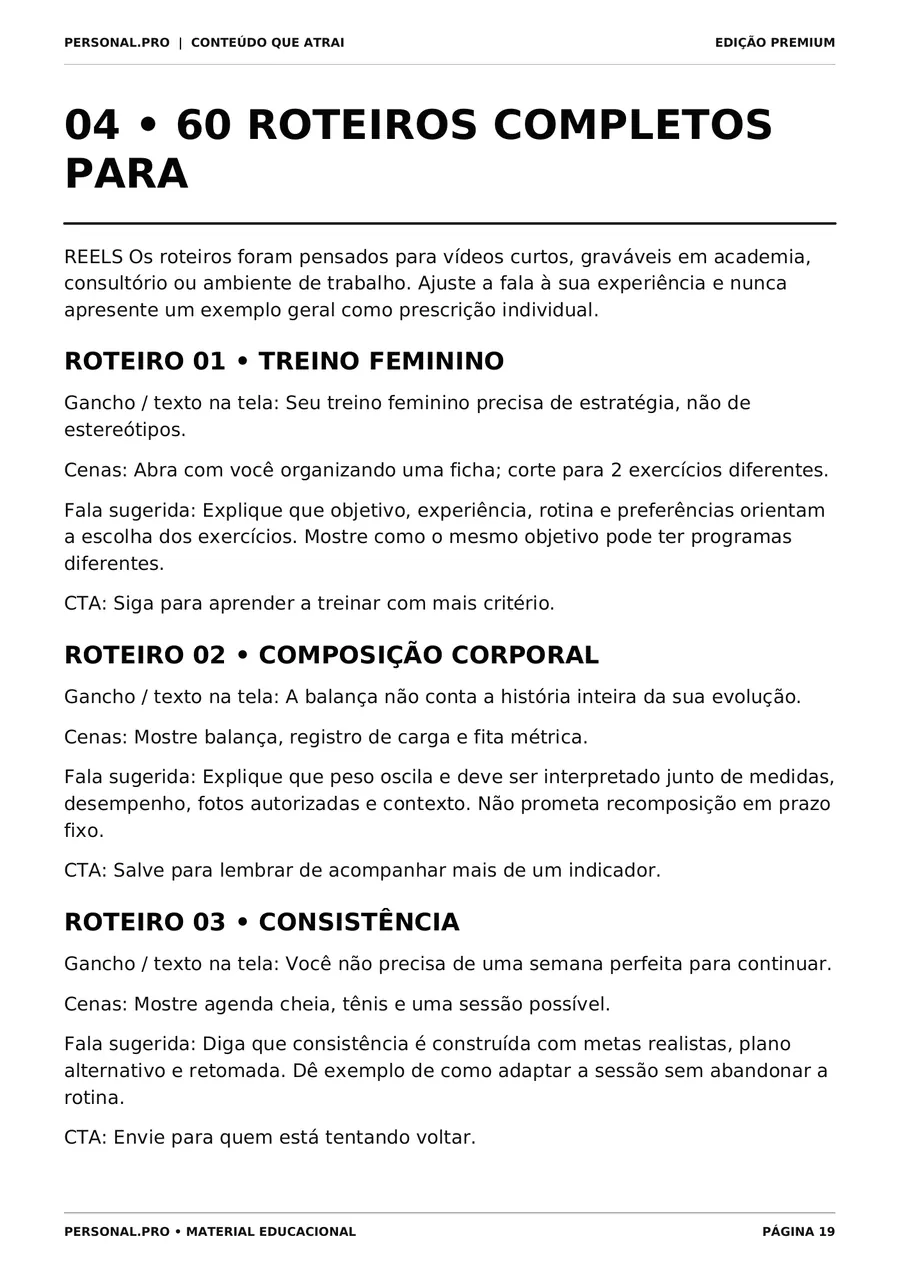 PERSONAL.PRO | CONTEÚDO QUE ATRAI
EDIÇÃO PREMIUM
04 • 60 ROTEIROS COMPLETOS
PARA
REELS Os roteiros foram pensados para vídeos curtos, graváveis em academia,
consultório ou ambiente de trabalho. Ajuste a fala à sua experiência e nunca
apresente um exemplo geral como prescrição individual.
ROTEIRO 01 • TREINO FEMININO
Gancho / texto na tela: Seu treino feminino precisa de estratégia, não de
estereótipos.
Cenas: Abra com você organizando uma ficha; corte para 2 exercícios diferentes.
Fala sugerida: Explique que objetivo, experiência, rotina e preferências orientam
a escolha dos exercícios. Mostre como o mesmo objetivo pode ter programas
diferentes.
CTA: Siga para aprender a treinar com mais critério.
ROTEIRO 02 • COMPOSIÇÃO CORPORAL
Gancho / texto na tela: A balança não conta a história inteira da sua evolução.
Cenas: Mostre balança, registro de carga e fita métrica.
Fala sugerida: Explique que peso oscila e deve ser interpretado junto de medidas,
desempenho, fotos autorizadas e contexto. Não prometa recomposição em prazo
fixo.
CTA: Salve para lembrar de acompanhar mais de um indicador.
ROTEIRO 03 • CONSISTÊNCIA
Gancho / texto na tela: Você não precisa de uma semana perfeita para continuar.
Cenas: Mostre agenda cheia, tênis e uma sessão possível.
Fala sugerida: Diga que consistência é construída com metas realistas, plano
alternativo e retomada. Dê exemplo de como adaptar a sessão sem abandonar a
rotina.
CTA: Envie para quem está tentando voltar.
PERSONAL.PRO • MATERIAL EDUCACIONAL
PÁGINA 19